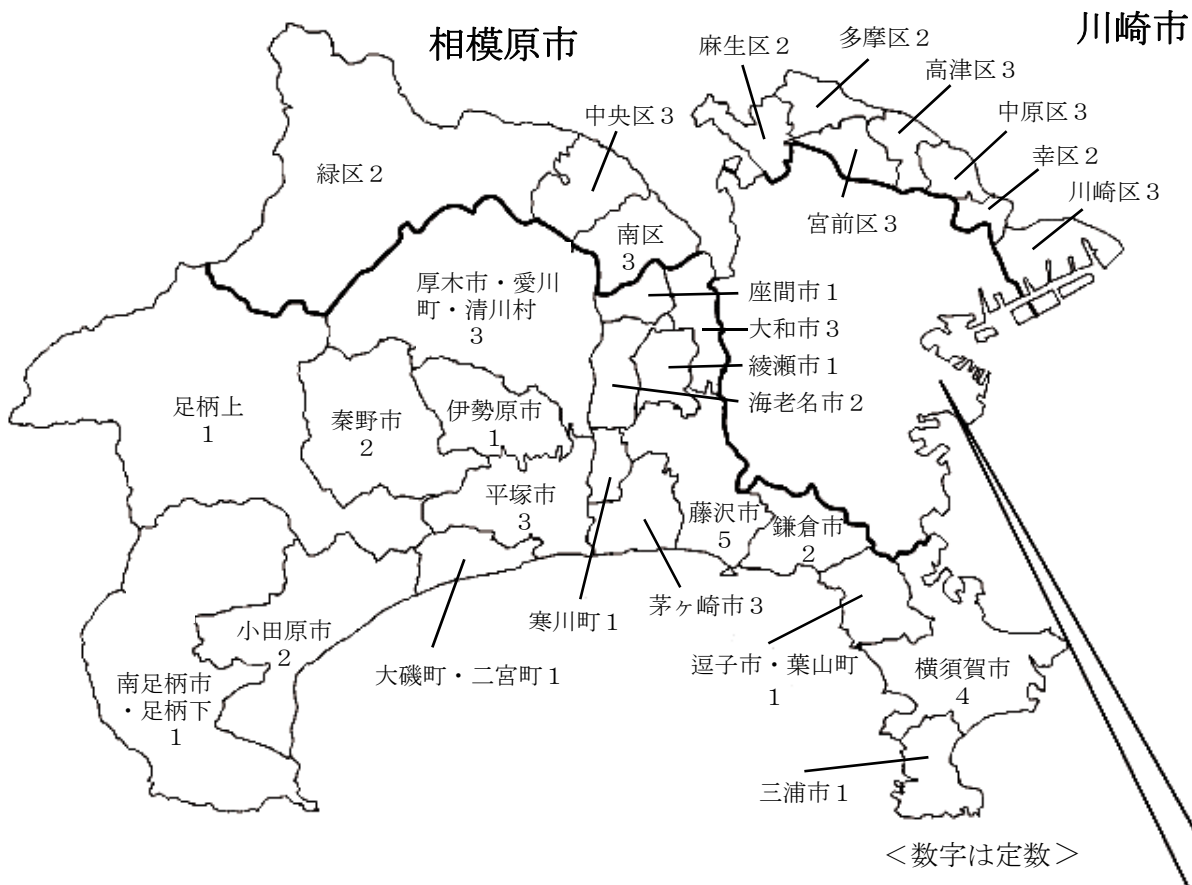 相模原市
川崎市
麻生区2
多摩区2
高津区3
中原区3
幸区2
川崎区3
宮前区3
中央区3
緑区2
南区
3
厚木市・愛川
町・清川村
3
座間市1
大和市3
綾瀬市1
海老名市2
足柄上
1
秦野市
2
伊勢原市
1
平塚市
3
藤沢市
5
鎌倉市
2
寒川町1
茅ヶ崎市3
小田原市
2
大磯町・二宮町1
逗子市・葉山町
1
横須賀市
4
南足柄市
・足柄下
1
三浦市1
<数字は定数>